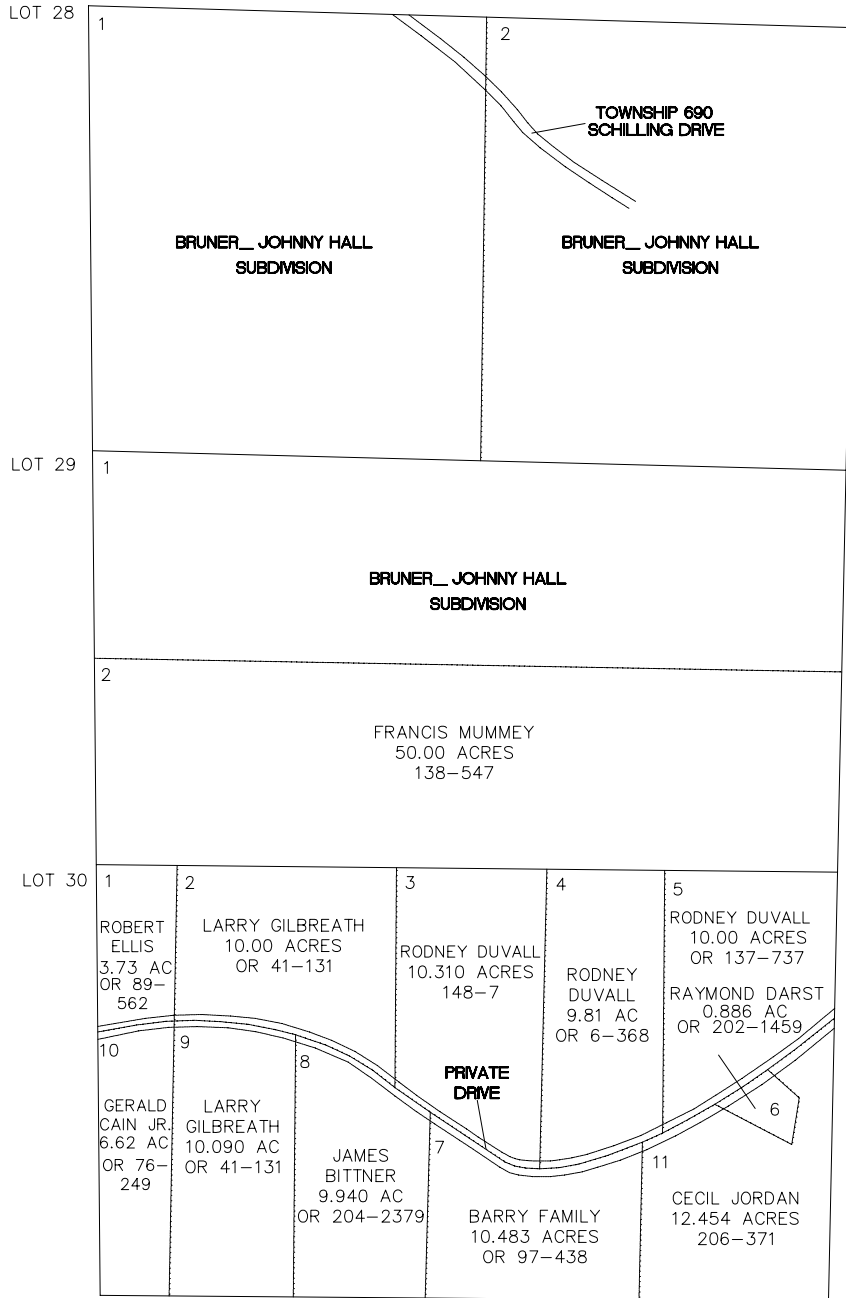 LOT 28
1
2
TOWNSHIP 690
SCHILLING DRIVE
BRUNER_ JOHNNY HALL
SUBDIVISION
BRUNER_ JOHNNY HALL
SUBDIVISION
LOT 29
1
BRUNER_ JOHNNY HALL
SUBDIVISION
2
FRANCIS MUMMEY
50.00 ACRES
138-547
LOT 30
1
ROBERT
ELLIS
3.73 AC
OR 89-
562
2
LARRY GILBREATH
10.00 ACRES
OR 41-131
3
RODNEY DUVALL
10.310 ACRES
148-7
4
RODNEY
DUVALL
9.81 AC
OR 6-368
5
RODNEY DUVALL
10.00 ACRES
OR 137-737
RAYMOND DARST
0.886 AC
OR 202-1459
6
PRIVATE
DRIVE
10
GERALD
CAIN JR.
6.62 AC
OR 76-
249
9
LARRY
GILBREATH
10.090 AC
OR 41-131
8
JAMES
BITTNER
9.940 AC
OR 204-2379
7
BARRY FAMILY
10.483 ACRES
OR 97-438
11
CECIL JORDAN
12.454 ACRES
206-371